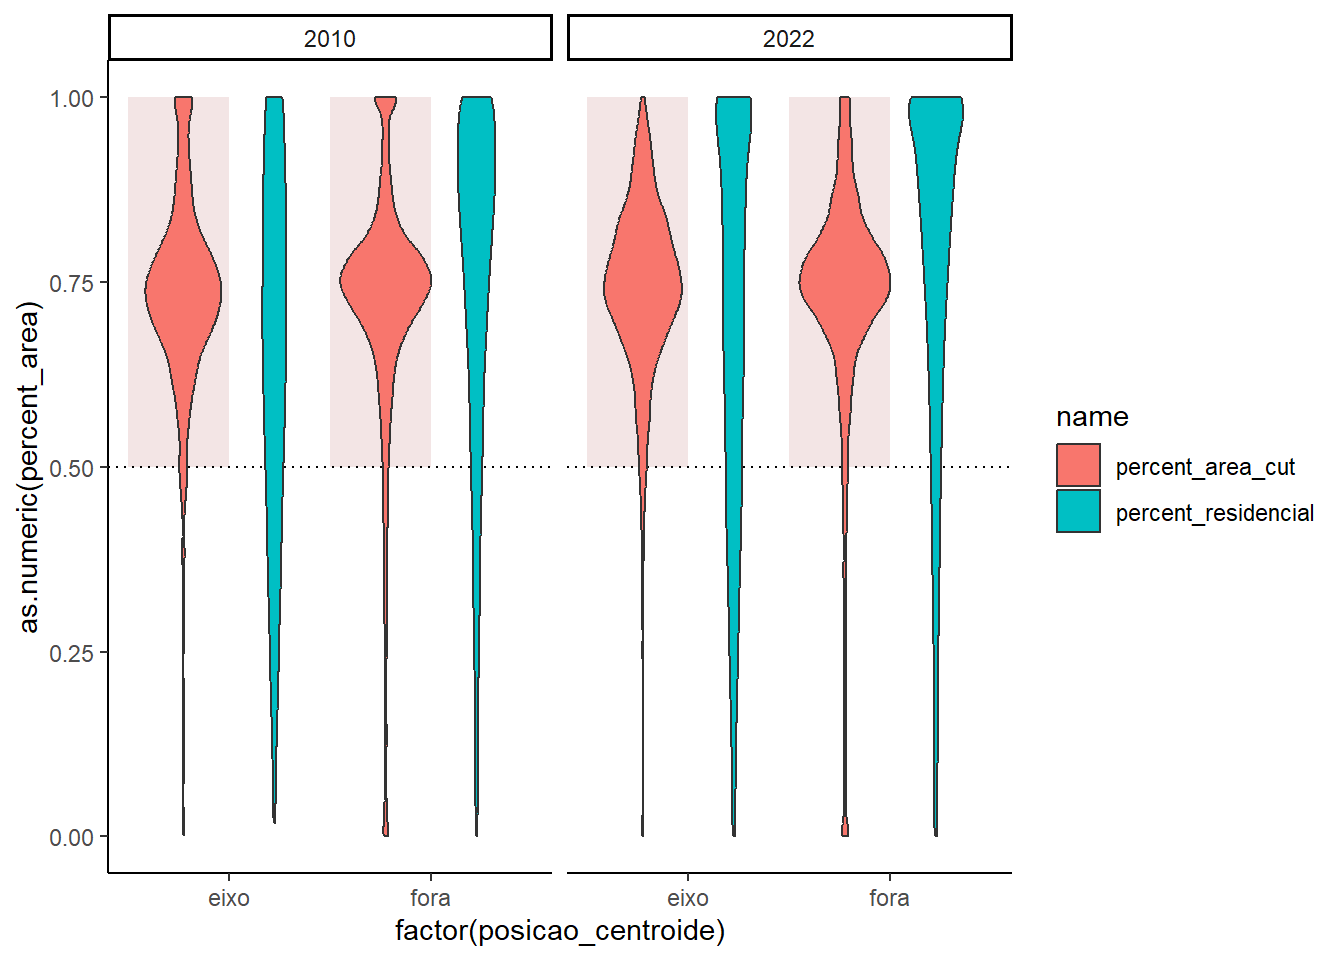 2010
2022
1.00
0.75
0.50
0.25
0.00
as.numeric(percent_area)
eixo
fora
eixo
fora
factor(posicao_centroide)
name
percent_area_cut
percent_residencial